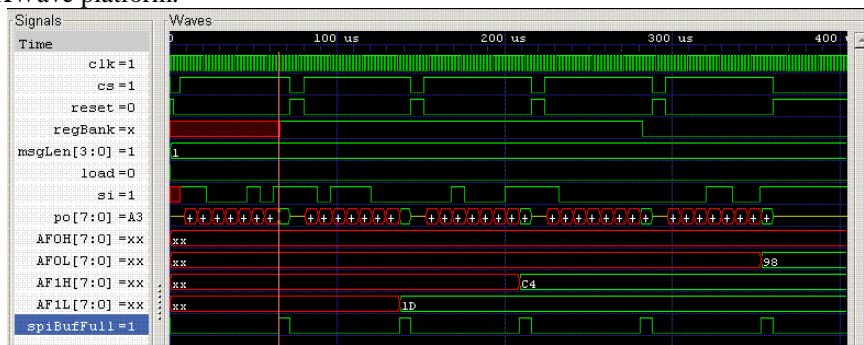 Wave platform.
Signals
Waves
Time
100 us
200 us
300 us
400
clk=1
cs=1
reset=0
regBank=x
msgLen[3:0] =1
1
load=0
si=1
po[7:0] =A3
+ + + + + + + + + + + + + + + + + + + + + + + + + + + + + + + + + + + + + + +
AF0H[7:0] =xx
xx
AF0L[7:0] =xx
xx
98
AF1H[7:0] =xx
xx
C4
AF1L[7:0] =xx
xx
1D
spiBufFull=1